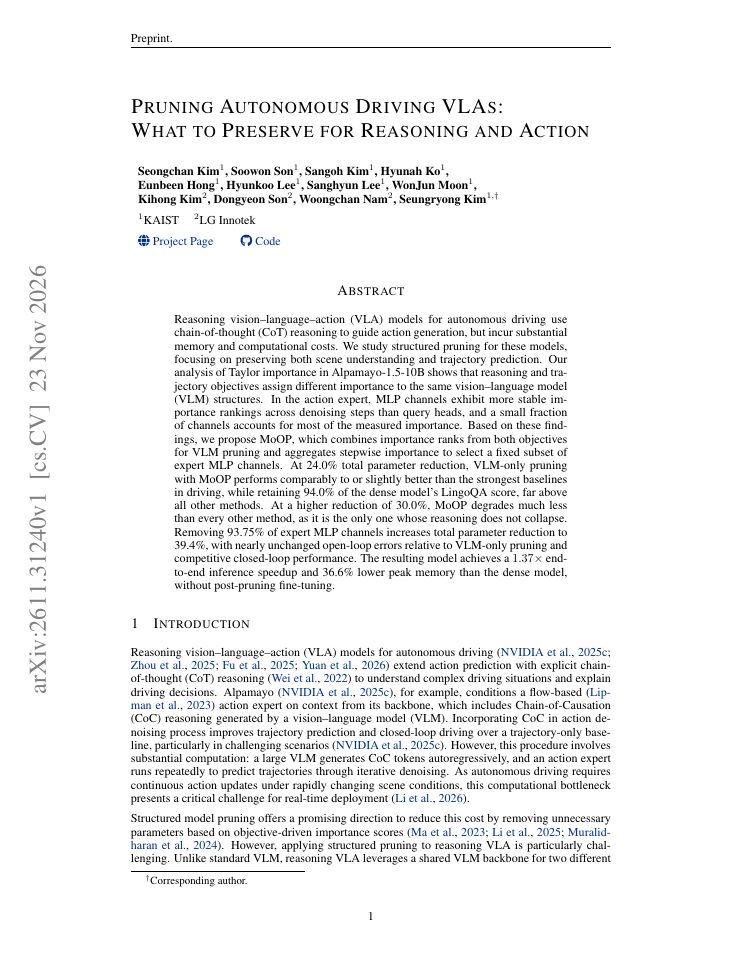 Preprint.
PRUNING AUTONOMOUS DRIVING VLAS:
WHAT TO PRESERVE FOR REASONING AND ACTION
Seongchan Kim¹, Soowon Son¹, Sangoh Kim¹, Hyunah Ko¹,
Eunbeen Hong¹, Hyunkoo Lee¹, Sanghyun Lee¹, WonJun Moon¹,
Kihong Kim², Dongyeon Son², Woongchan Nam², Seungryong Kim¹,†
¹KAIST ²LG Innotek
Project Page Code
ABSTRACT
Reasoning vision–language–action (VLA) models for autonomous driving use
chain-of-thought (CoT) reasoning to guide action generation, but incur substantial
memory and computational costs. We study structured pruning for these models,
focusing on preserving both scene understanding and trajectory prediction. Our
analysis of Taylor importance in Alpamayo-1.5-10B shows that reasoning and tra-
jectory objectives assign different importance to the same vision–language model
(VLM) structures. In the action expert, MLP channels exhibit more stable im-
portance rankings across denoising steps than query heads, and a small fraction
of channels accounts for most of the measured importance. Based on these find-
ings, we propose MoOP, which combines importance ranks from both objectives
for VLM pruning and aggregates stepwise importance to select a fixed subset of
expert MLP channels. At 24.0% total parameter reduction, VLM-only pruning
with MoOP performs comparably to or slightly better than the strongest baselines
in driving, while retaining 94.0% of the dense model's LingoQA score, far above
all other methods. At a higher reduction of 30.0%, MoOP degrades much less
than every other method, as it is the only one whose reasoning does not collapse.
Removing 93.75% of expert MLP channels increases total parameter reduction to
39.4%, with nearly unchanged open-loop errors relative to VLM-only pruning and
competitive closed-loop performance. The resulting model achieves a 1.37× end-
to-end inference speedup and 36.6% lower peak memory than the dense model,
without post-pruning fine-tuning.
1 INTRODUCTION
Reasoning vision–language–action (VLA) models for autonomous driving (NVIDIA et al., 2025c;
Zhou et al., 2025; Fu et al., 2025; Yuan et al., 2026) extend action prediction with explicit chain-
of-thought (CoT) reasoning (Wei et al., 2022) to understand complex driving situations and explain
driving decisions. Alpamayo (NVIDIA et al., 2025c), for example, conditions a flow-based (Lip-
man et al., 2023) action expert on context from its backbone, which includes Chain-of-Causation
(CoC) reasoning generated by a vision–language model (VLM). Incorporating CoC in action de-
noising process improves trajectory prediction and closed-loop driving over a trajectory-only base-
line, particularly in challenging scenarios (NVIDIA et al., 2025c). However, this procedure involves
substantial computation: a large VLM generates CoC tokens autoregressively, and an action expert
runs repeatedly to predict trajectories through iterative denoising. As autonomous driving requires
continuous action updates under rapidly changing scene conditions, this computational bottleneck
presents a critical challenge for real-time deployment (Li et al., 2026).
Structured model pruning offers a promising direction to reduce this cost by removing unnecessary
parameters based on objective-driven importance scores (Ma et al., 2023; Li et al., 2025; Muralid-
haran et al., 2024). However, applying structured pruning to reasoning VLA is particularly chal-
lenging. Unlike standard VLM, reasoning VLA leverages a shared VLM backbone for two different
†Corresponding author.
1
arXiv:2611.31240v1 [cs.CV] 23 Nov 2026